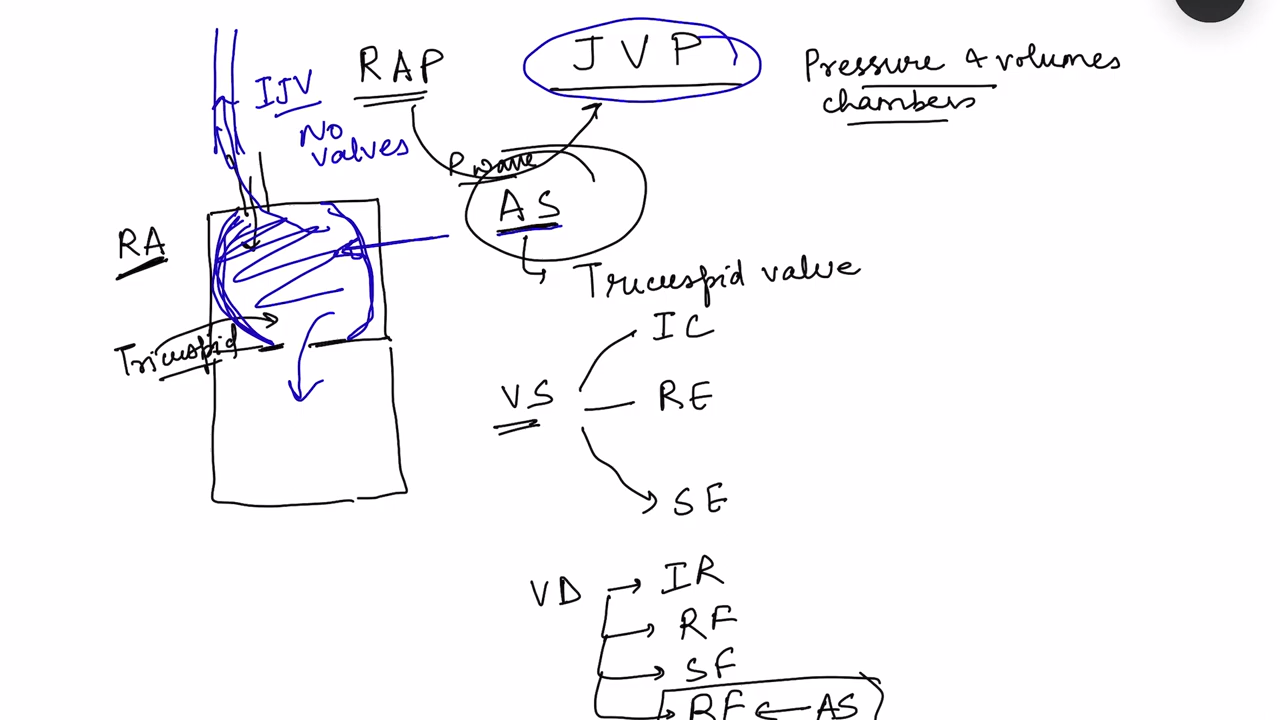 JVP
RAP
Pressure & volumes
chambers
IJV
No
valves
P wave
AS
RA
Tricuspid valve
Tricuspid
IC
VS
RE
SE
VD
IR
RF
SF
RF ← AS